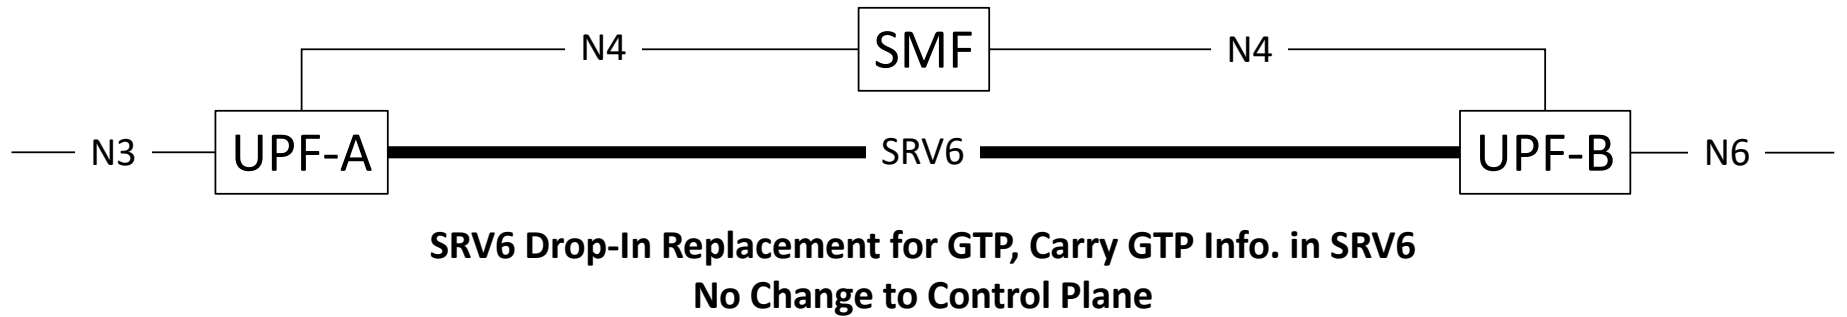 N4 SMF N4
N3 UPF-A SRV6 UPF-B N6
SRV6 Drop-In Replacement for GTP, Carry GTP Info. in SRV6
No Change to Control Plane